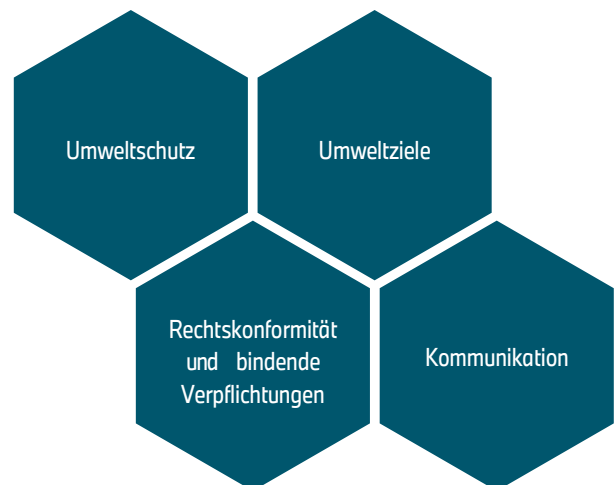 Umweltschutz
Umweltziele
Rechtskonformität
und bindende
Verpflichtungen
Kommunikation